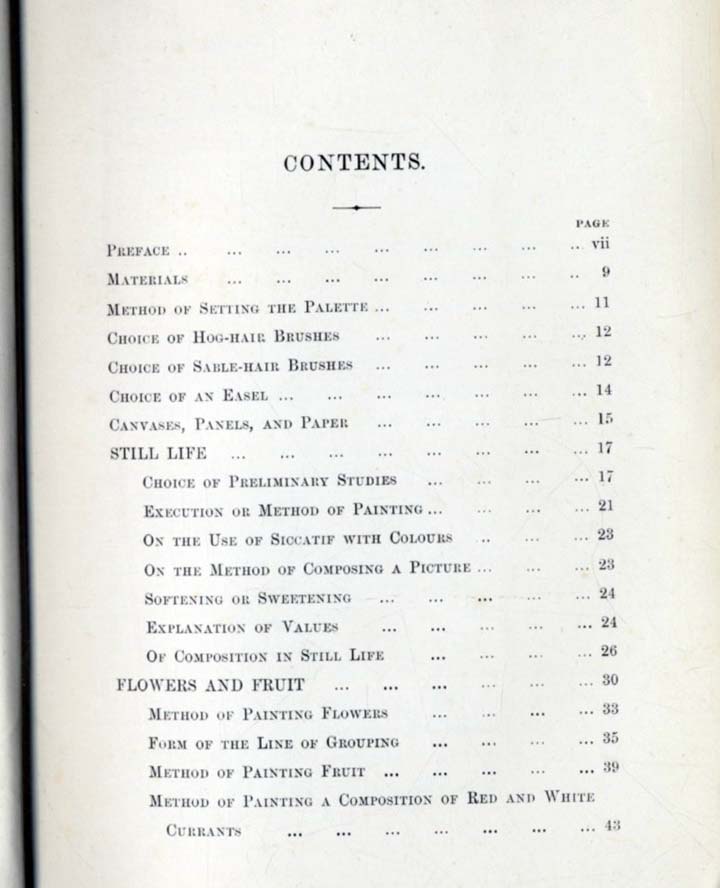 CONTENTS.
PAGE
PREFACE .. ... ... ... ... ... ... ... ... vii
MATERIALS ... ... ... ... ... ... ... .. 9
METHOD OF SETTING THE PALETTE ... ... ... ... ... 11
CHOICE OF HOG-HAIR BRUSHES ... ... ... ... ... 12
CHOICE OF SABLE-HAIR BRUSHES ... ... ... ... ... 12
CHOICE OF AN EASEL ... ... ... ... ... ... ... 14
CANVASES, PANELS, AND PAPER ... ... ... ... ... 15
STILL LIFE ... ... ... ... ... ... ... ... 17
CHOICE OF PRELIMINARY STUDIES ... ... ... ... 17
EXECUTION OR METHOD OF PAINTING ... ... ... ... 21
ON THE USE OF SICCATIF WITH COLOURS .. ... ... 23
ON THE METHOD OF COMPOSING A PICTURE ... ... ... 23
SOFTENING OR SWEETENING ... ... ... ... ... 24
EXPLANATION OF VALUES ... ... ... ... ... 24
OF COMPOSITION IN STILL LIFE ... ... ... ... 26
FLOWERS AND FRUIT ... ... ... ... ... ... 30
METHOD OF PAINTING FLOWERS ... ... ... ... 33
FORM OF THE LINE OF GROUPING ... ... ... ... 35
METHOD OF PAINTING FRUIT ... ... ... ... ... 39
METHOD OF PAINTING A COMPOSITION OF RED AND WHITE
CURRANTS ... ... ... ... ... ... ... 43